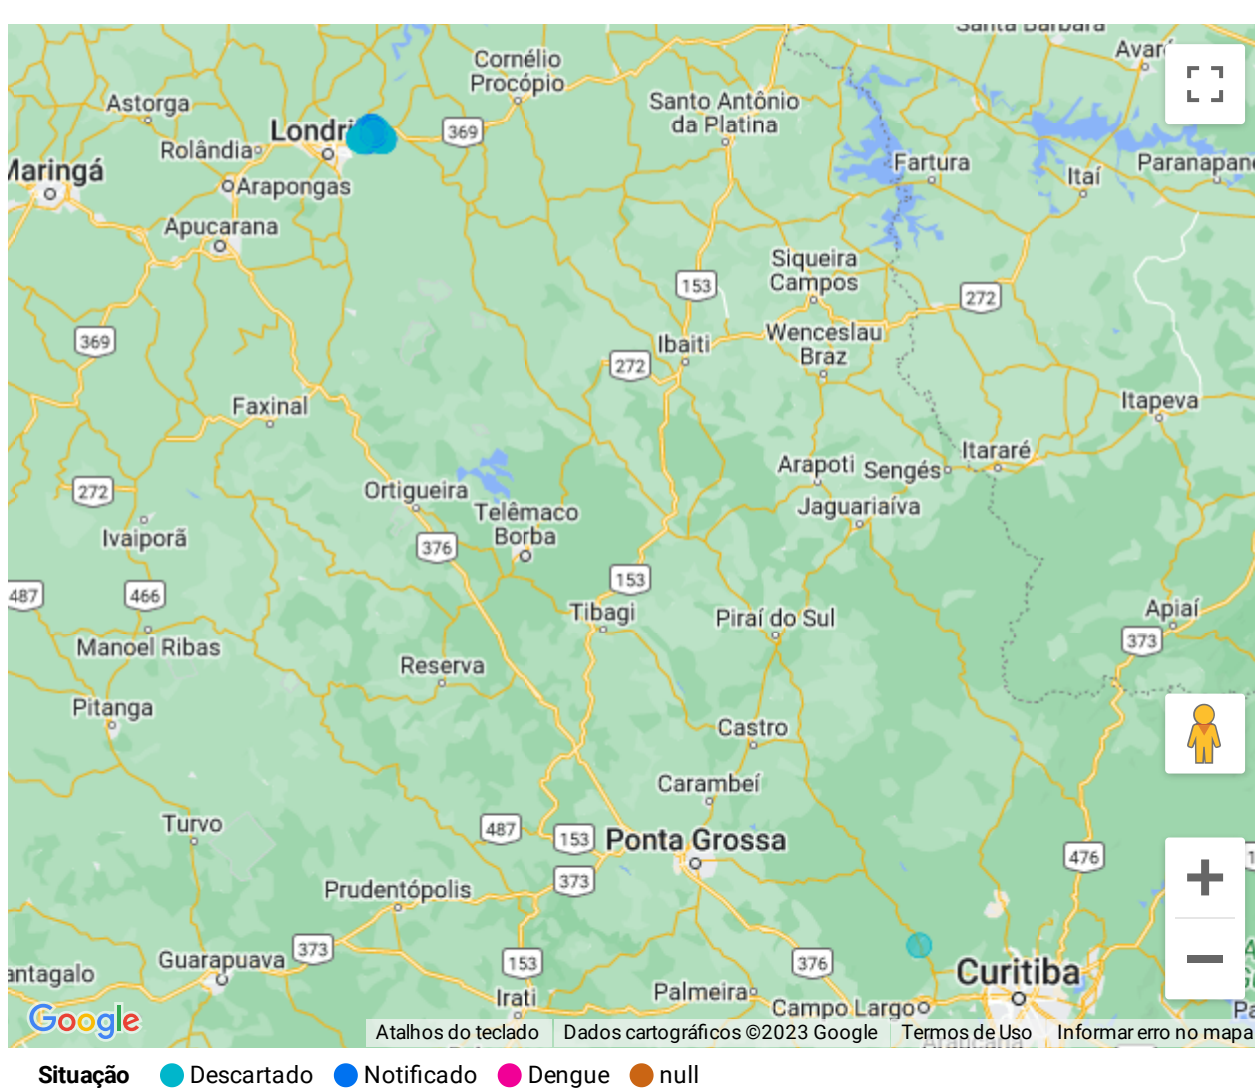 Santa Bárbara
Cornélio
Procópio
Avaré
Astorga
Santo Antônio
da Platina
Londri
369
Rolândia
Fartura
Paranapane
Maringá
Itaí
Arapongas
Apucarana
Siqueira
Campos
153
272
369
Ibaiti
Wenceslau
Braz
272
Faxinal
Itapeva
Itararé
Arapoti
Sengés
272
Ortigueira
Jaguariaíva
Telêmaco
Borba
Ivaiporã
376
153
487
466
Tibagi
Piraí do Sul
Apiaí
373
Manoel Ribas
Reserva
Pitanga
Castro
Carambeí
Turvo
487
153
Ponta Grossa
476
373
Prudentópolis
373
Guarapuava
153
376
Curitiba
antagalo
Irati
Palmeira
Campo Largo
Google
Atalhos do teclado
Dados cartográficos ©2023 Google
Termos de Uso
Informar erro no mapa
Araucária
Situação Descartado Notificado Dengue null